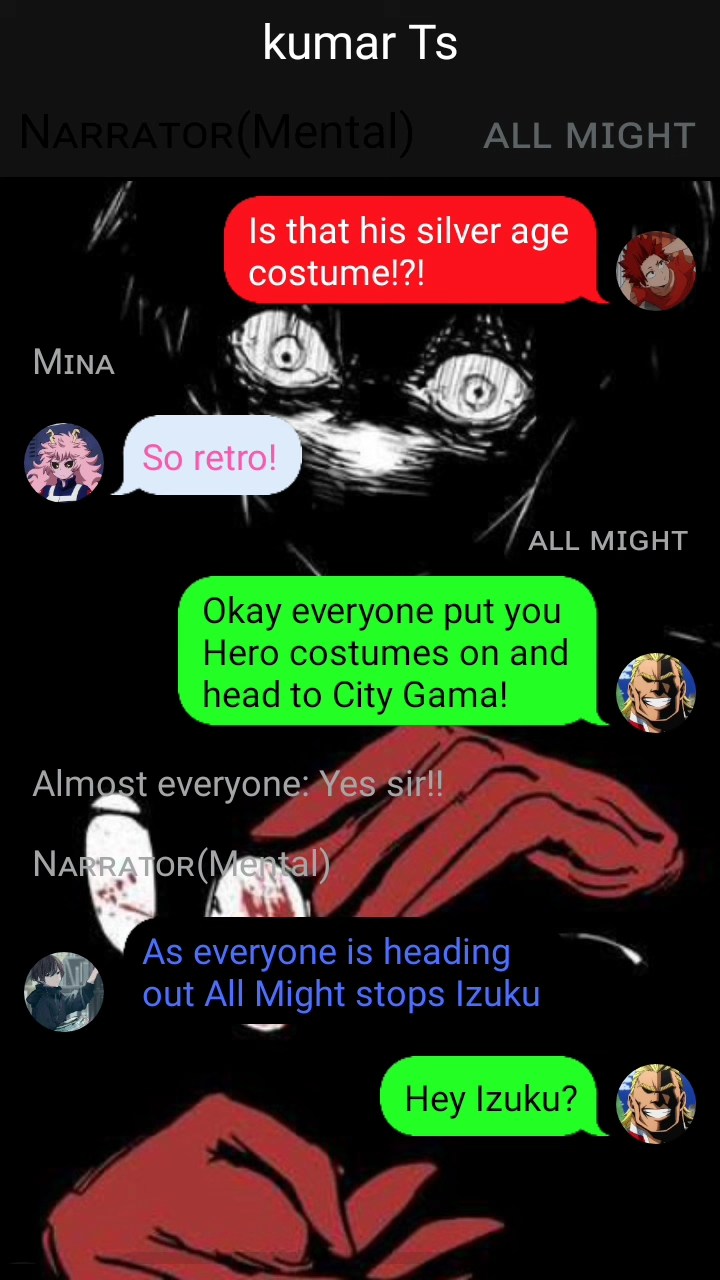 kumar Ts
Narrator(Mental) ALL MIGHT
Is that his silver age
costume!?!
Mina
So retro!
ALL MIGHT
Okay everyone put you
Hero costumes on and
head to City Gama!
Almost everyone: Yes sir!!
Narrator(Mental)
As everyone is heading
out All Might stops Izuku
Hey Izuku?